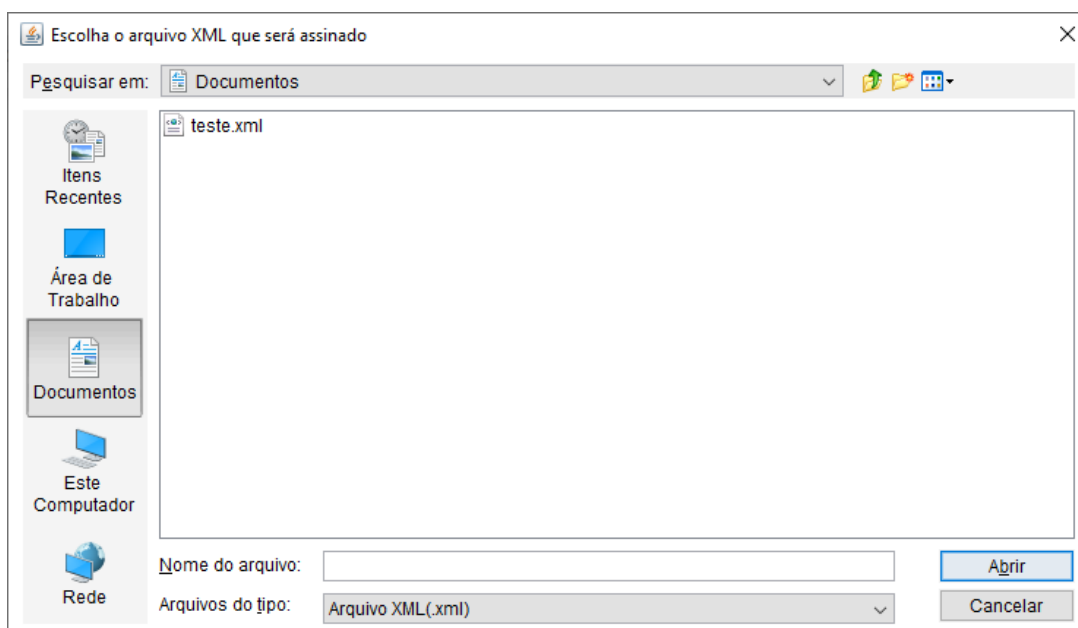 Escolha o arquivo XML que será assinado
Pesquisar em:
Documentos
teste.xml
Itens
Recentes
Área de
Trabalho
Documentos
Este
Computador
Rede
Nome do arquivo:
Abrir
Arquivos do tipo:
Arquivo XML(.xml)
Cancelar